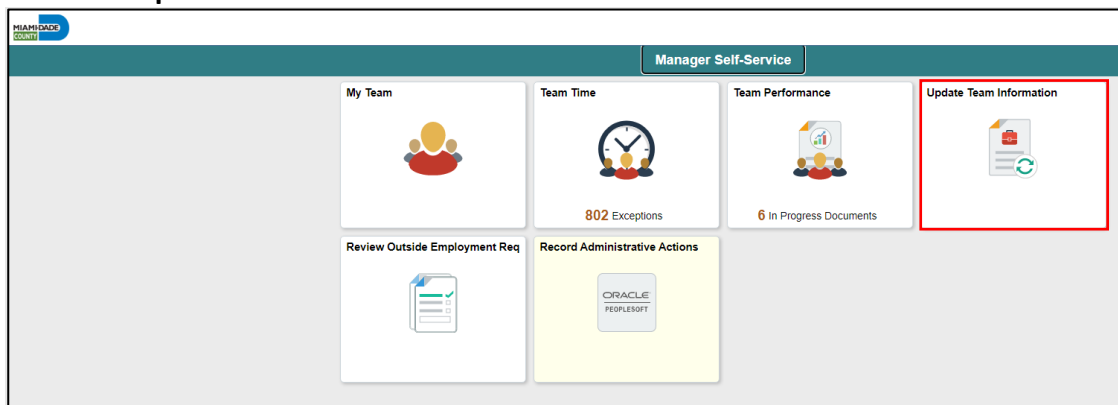 MIAMI-DADE
COUNTY
Manager Self-Service
My Team
Team Time
Team Performance
Update Team Information
802 Exceptions
6 In Progress Documents
Review Outside Employment Req
Record Administrative Actions
ORACLE
PEOPLESOFT